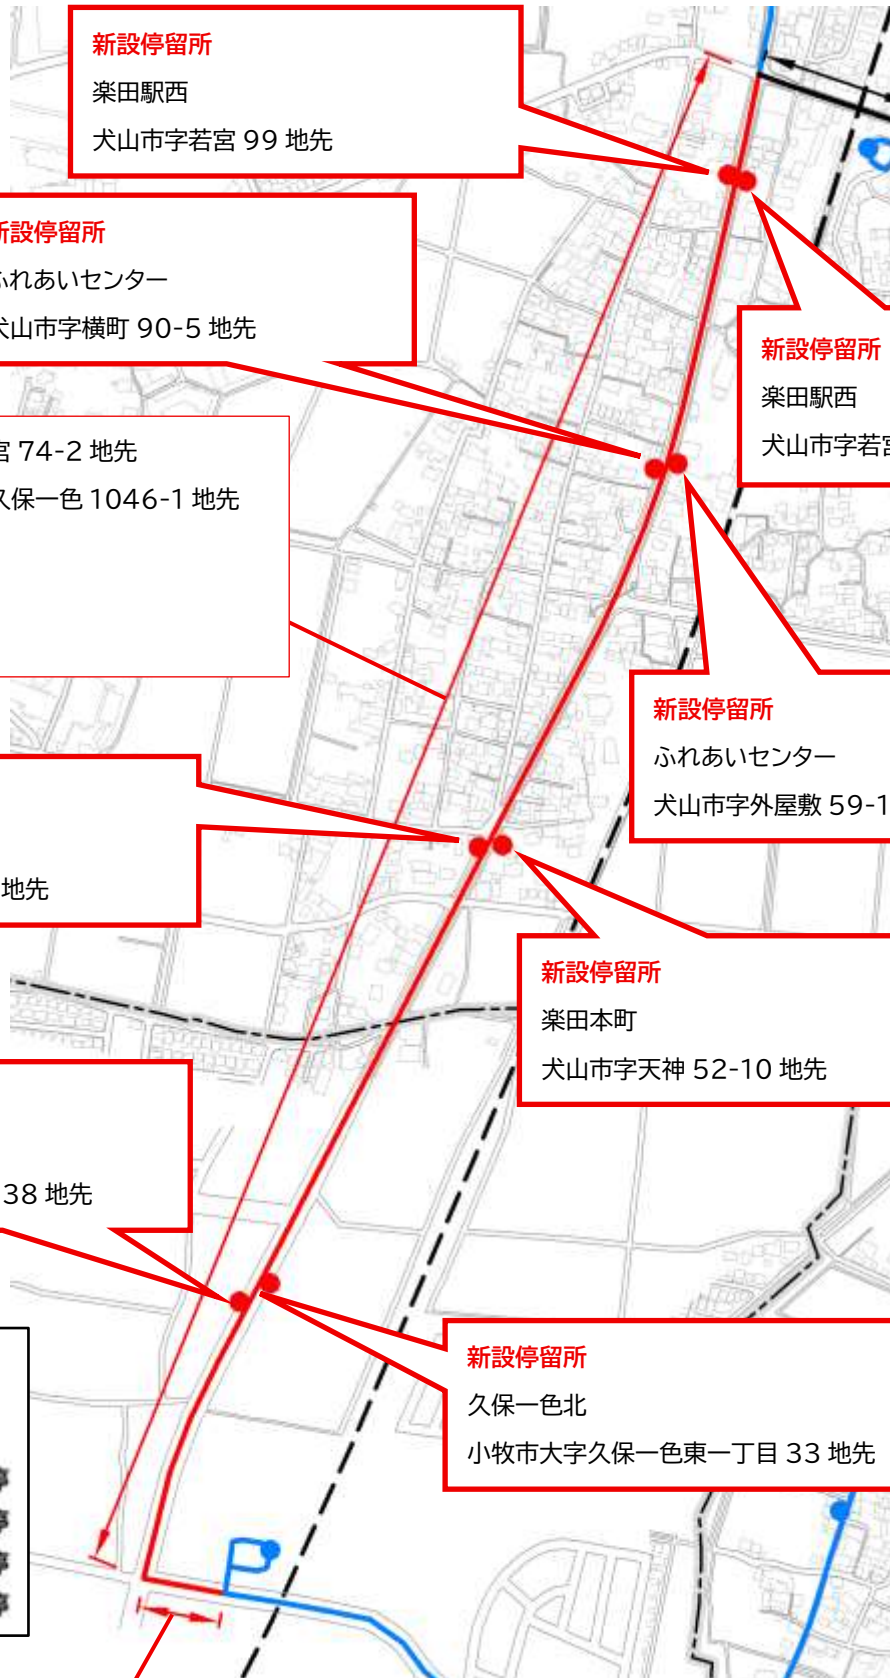 新設停留所
楽田駅西
犬山市字若宮 99 地先
新設停留所
ふれあいセンター
犬山市字横町 90-5 地先
新設停留所
楽田駅西
犬山市字若宮
宮 74-2 地先
久保一色 1046-1 地先
新設停留所
ふれあいセンター
犬山市字外屋敷 59-1
地先
新設停留所
楽田本町
犬山市字天神 52-10 地先
38 地先
新設停留所
久保一色北
小牧市大字久保一色東一丁目 33 地先